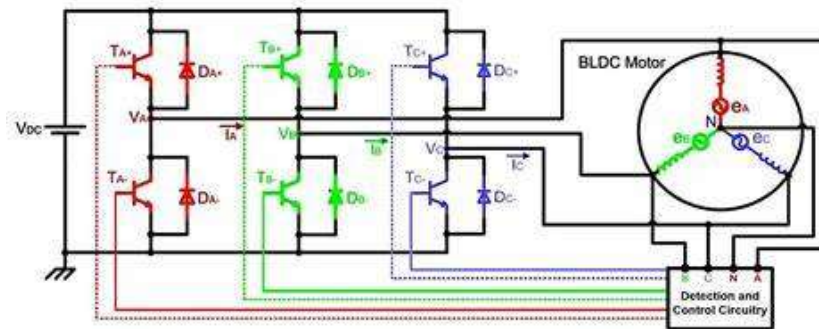 TA+
DA+
TB+
DB+
TC+
DC+
BLDC Motor
eA
N
eB
eC
VDC
VA
IA
VB
IB
VC
IC
TA-
DA-
TB-
DB-
TC-
DC-
B C N A
Detection and
Control Circuitry